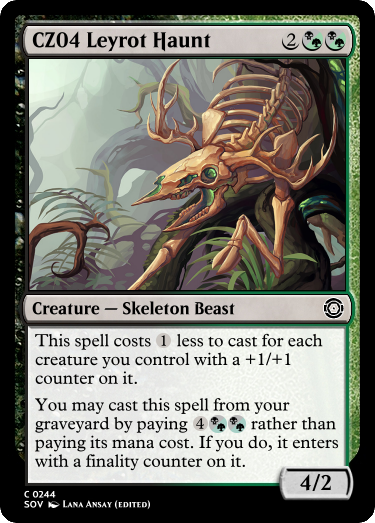 CZ04 Leyrot Haunt 2
Creature — Skeleton Beast
This spell costs 1 less to cast for each
creature you control with a +1/+1
counter on it.
You may cast this spell from your
graveyard by paying 4 rather than
paying its mana cost. If you do, it enters
with a finality counter on it.
4/2
C 0244
SOV Lana Ansay (edited)